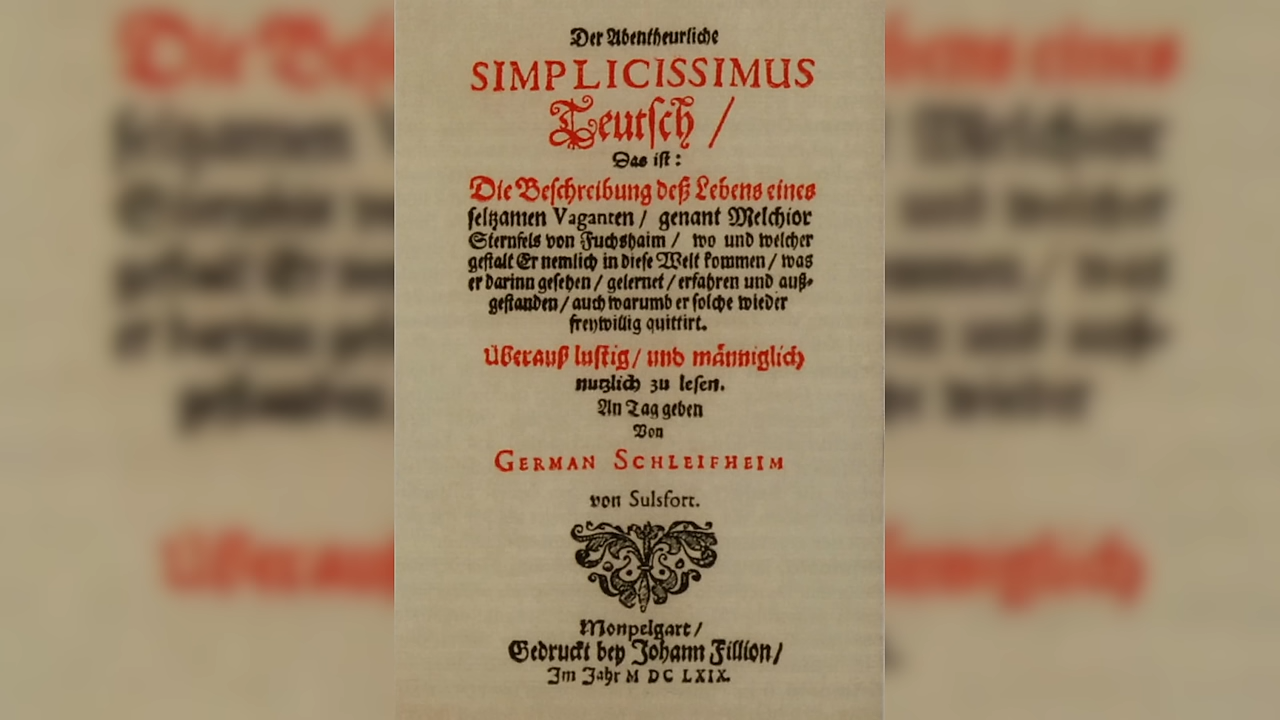 Der Abentheurliche
SIMPLICISSIMUS
Teutsch /
Das ist:
Die Beschreibung deß Lebens eines
seltzamen Vaganten / genant Melchior
Sternfels von Fuchshaim / wo und welcher
gestalt Er nemlich in diese Welt kommen / was
er darinn gesehen / gelernet / erfahren und auß-
gestanden / auch warumb er solche wieder
freywillig quittirt.
Überauß lustig / und männiglich
nutzlich zu lesen.
An Tag geben
Von
GERMAN SCHLEIFHEIM
von Sulsfort.
Monpelgart /
Gedruckt bey Johann Fillion /
Im Jahr M DC LXIX.